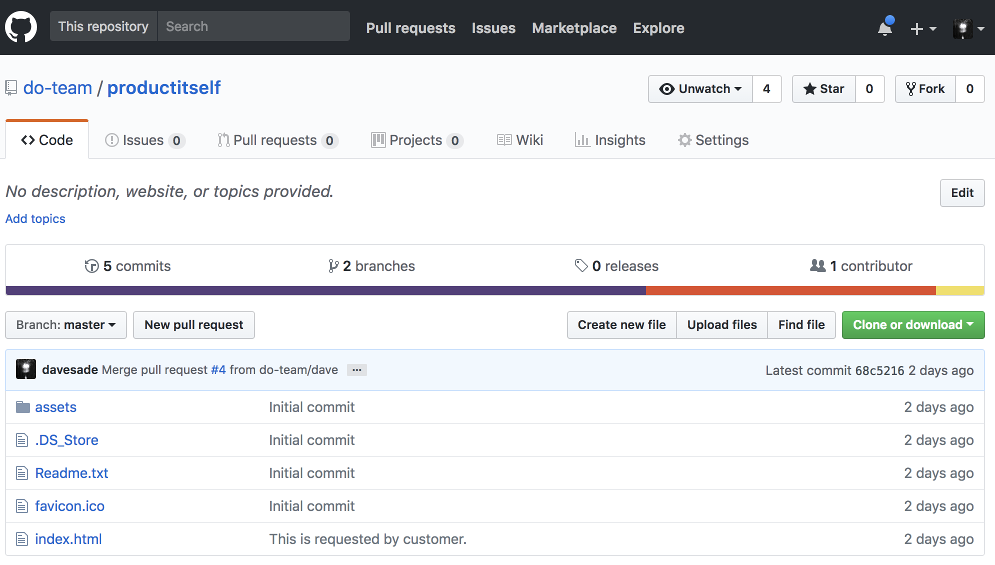 This repository Search Pull requests Issues Marketplace Explore
do-team / productitself Unwatch 4 Star 0 Fork 0
Code Issues 0 Pull requests 0 Projects 0 Wiki Insights Settings
No description, website, or topics provided. Edit
Add topics
5 commits 2 branches 0 releases 1 contributor
Branch: master New pull request Create new file Upload files Find file Clone or download
davesade Merge pull request #4 from do-team/dave ... Latest commit 68c5216 2 days ago
assets Initial commit 2 days ago
.DS_Store Initial commit 2 days ago
Readme.txt Initial commit 2 days ago
favicon.ico Initial commit 2 days ago
index.html This is requested by customer. 2 days ago